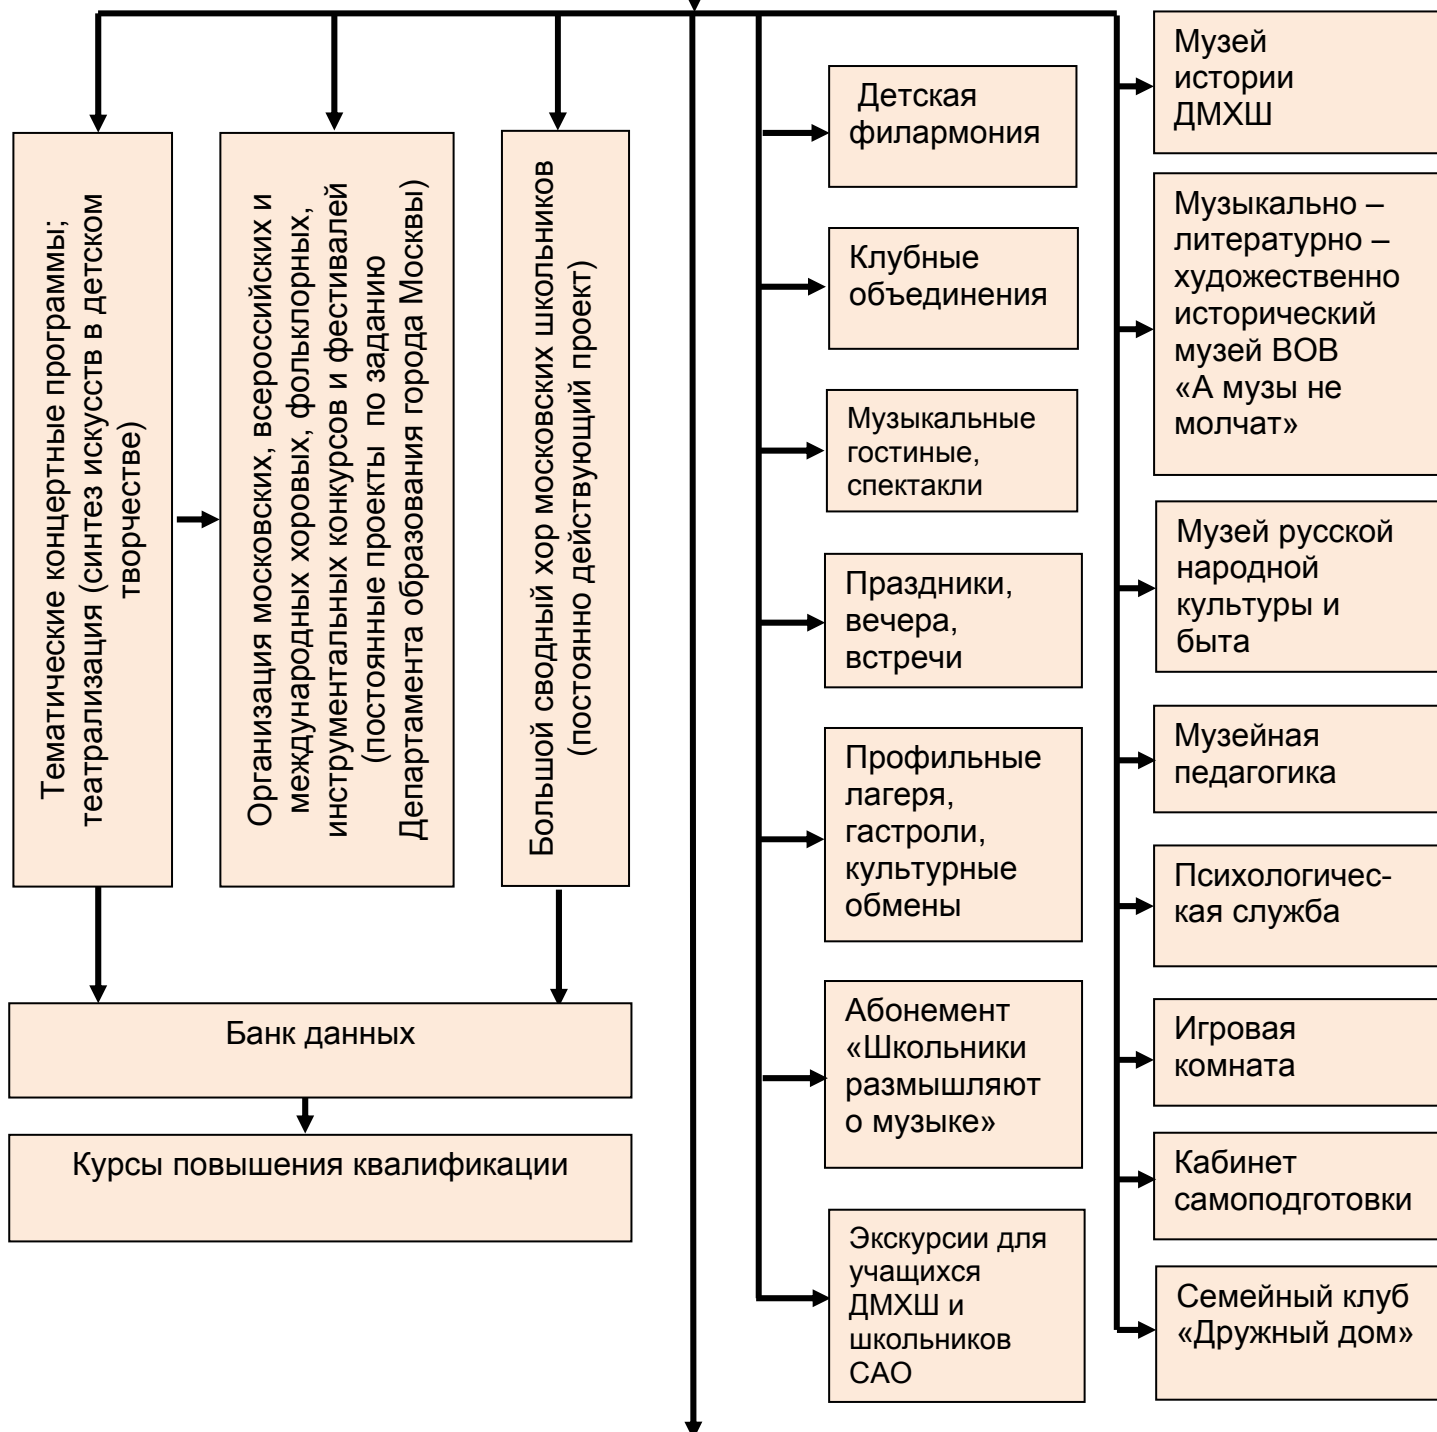 Тематические концертные программы;
театрализация (синтез искусств в детском
творчестве)
Организация московских, всероссийских и
международных хоровых, фольклорных,
инструментальных конкурсов и фестивалей
(постоянные проекты по заданию
Департамента образования города Москвы)
Большой сводный хор московских школьников
(постоянно действующий проект)
Банк данных
Курсы повышения квалификации
Детская
филармония
Клубные
объединения
Музыкальные
гостиные,
спектакли
Праздники,
вечера,
встречи
Профильные
лагеря,
гастроли,
культурные
обмены
Абонемент
«Школьники
размышляют
о музыке»
Экскурсии для
учащихся
ДМХШ и
школьников
САО
Музей
истории
ДМХШ
Музыкально –
литературно –
художественно
исторический
музей ВОВ
«А музы не
молчат»
Музей русской
народной
культуры и
быта
Музейная
педагогика
Психологичес-
кая служба
Игровая
комната
Кабинет
самоподготовки
Семейный клуб
«Дружный дом»